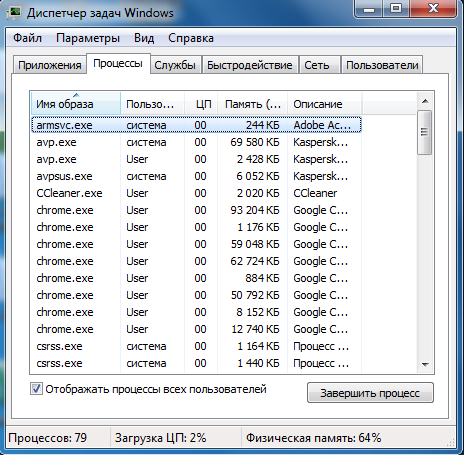 Диспетчер задач Windows
Файл Параметры Вид Справка
Приложения Процессы Службы Быстродействие Сеть Пользователи
Имя образа Пользо... ЦП Память (... Описание
armsvc.exe система 00 244 КБ Adobe Ac...
avp.exe система 00 69 580 КБ Kaspersk...
avp.exe User 00 2 428 КБ Kaspersk...
avpsus.exe система 00 6 052 КБ Kaspersk...
CCleaner.exe User 00 2 020 КБ CCleaner
chrome.exe User 00 93 204 КБ Google C...
chrome.exe User 00 1 176 КБ Google C...
chrome.exe User 00 59 048 КБ Google C...
chrome.exe User 00 62 724 КБ Google C...
chrome.exe User 00 884 КБ Google C...
chrome.exe User 00 50 792 КБ Google C...
chrome.exe User 00 8 152 КБ Google C...
chrome.exe User 00 12 740 КБ Google C...
csrss.exe система 00 1 164 КБ Процесс ...
csrss.exe система 00 1 440 КБ Процесс ...
Отображать процессы всех пользователей
Завершить процесс
Процессов: 79 Загрузка ЦП: 2% Физическая память: 64%